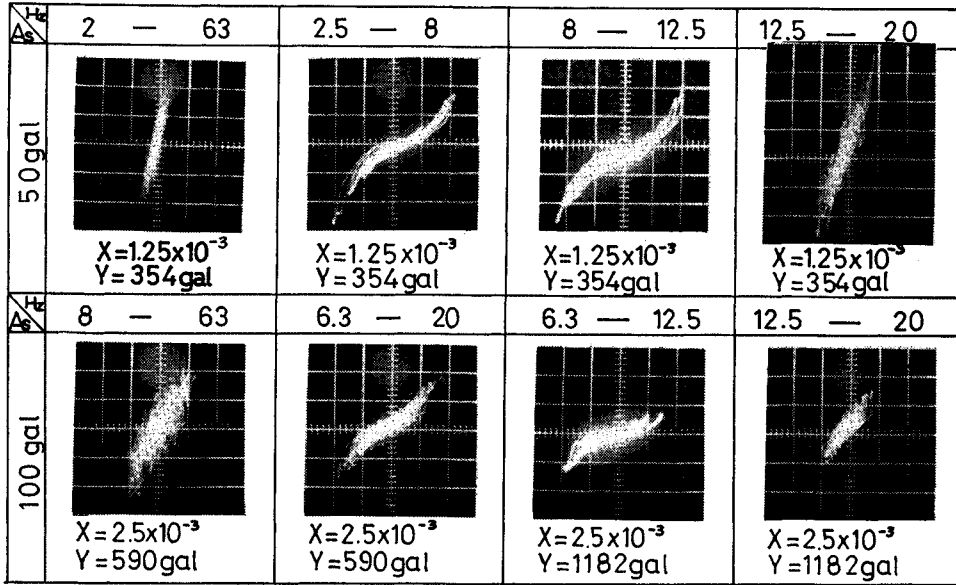 Hz
As
2 — 63
2.5 — 8
8 — 12.5
12.5 — 20
50gal
X=1.25x10⁻³
Y=354gal
X=1.25x10⁻³
Y=354gal
X=1.25x10⁻³
Y=354gal
X=1.25x10⁻³
Y=354gal
Hz
As
8 — 63
6.3 — 20
6.3 — 12.5
12.5 — 20
100gal
X=2.5x10⁻³
Y=590gal
X=2.5x10⁻³
Y=590gal
X=2.5x10⁻³
Y=1182gal
X=2.5x10⁻³
Y=1182gal